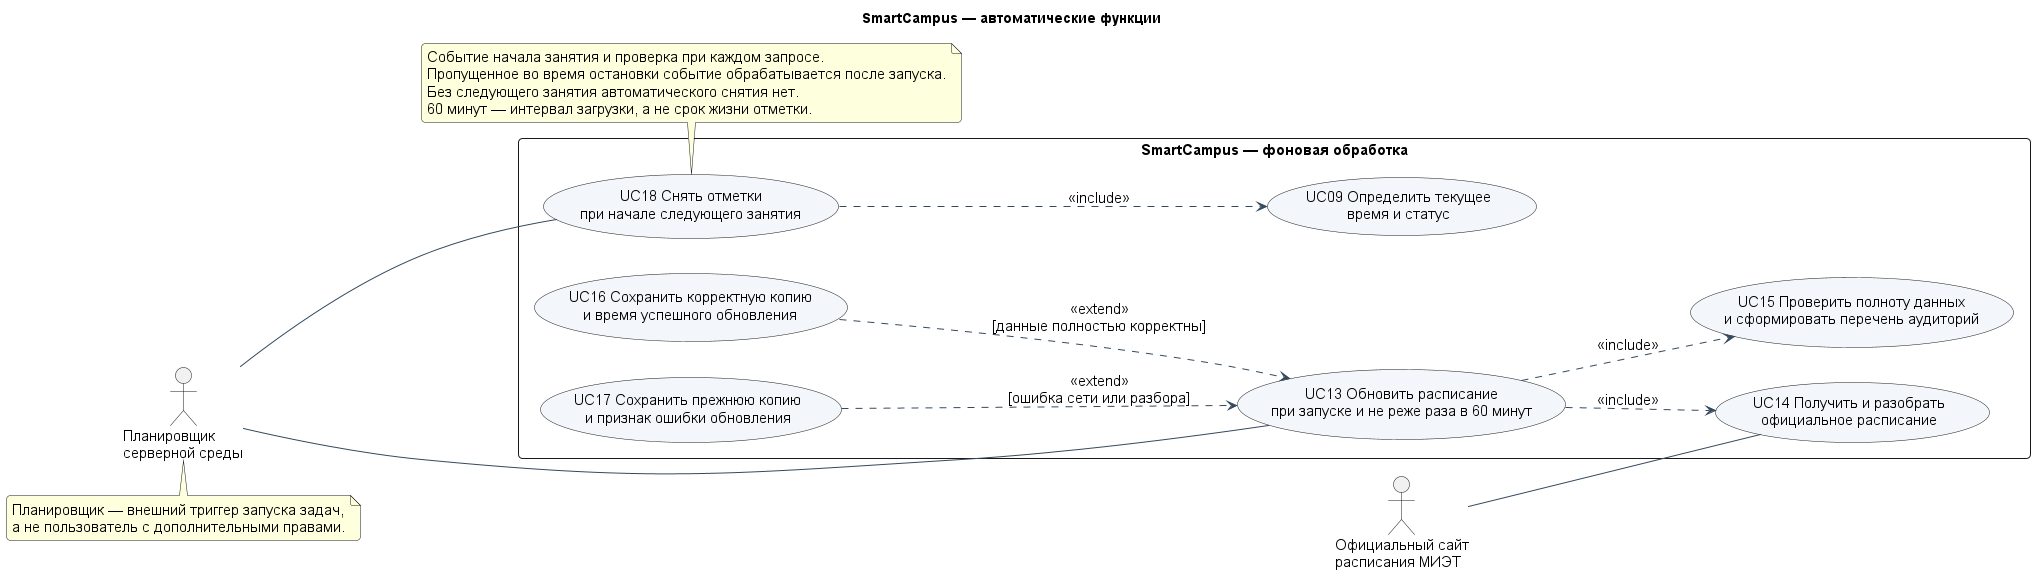 SmartCampus — автоматические функции
Событие начала занятия и проверка при каждом запросе.
Пропущенное во время остановки событие обрабатывается после запуска.
Без следующего занятия автоматического снятия нет.
60 минут — интервал загрузки, а не срок жизни отметки.
SmartCampus — фоновая обработка
UC18 Снять отметки
при начале следующего занятия
«include»
UC09 Определить текущее
время и статус
UC16 Сохранить корректную копию
и время успешного обновления
«extend»
[данные полностью корректны]
UC15 Проверить полноту данных
и сформировать перечень аудиторий
«include»
UC17 Сохранить прежнюю копию
и признак ошибки обновления
«extend»
[ошибка сети или разбора]
UC13 Обновить расписание
при запуске и не реже раза в 60 минут
«include»
UC14 Получить и разобрать
официальное расписание
Планировщик
серверной среды
Планировщик — внешний триггер запуска задач,
а не пользователь с дополнительными правами.
Официальный сайт
расписания МИЭТ